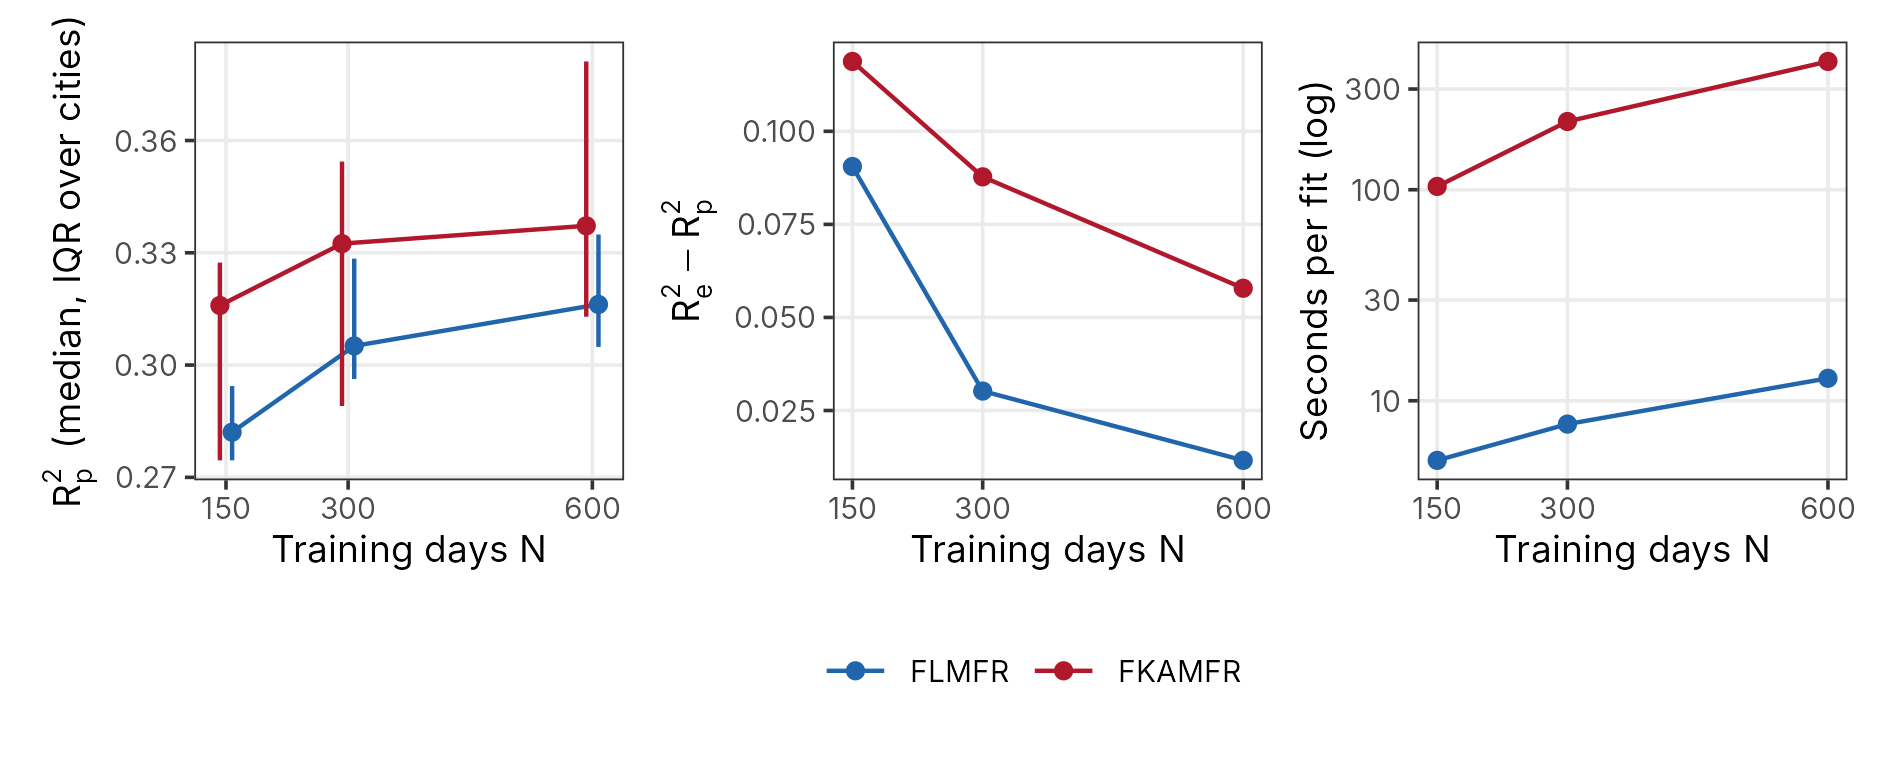 R²p (median, IQR over cities)
0.36
0.33
0.30
0.27
150 300 600
Training days N
R²e − R²p
0.100
0.075
0.050
0.025
150 300 600
Training days N
Seconds per fit (log)
300
100
30
10
150 300 600
Training days N
FLMFR FKAMFR